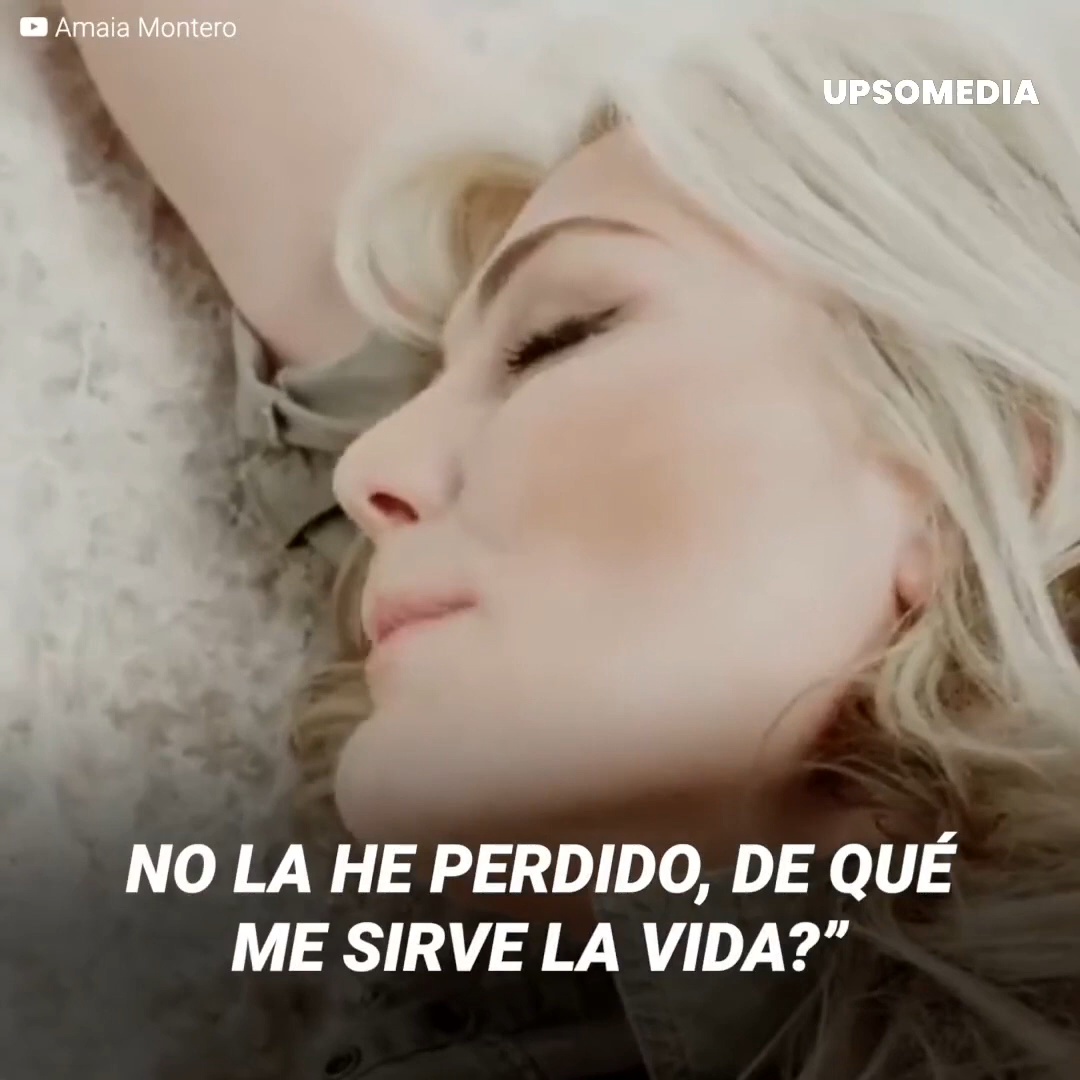 Amaia Montero
UPSOMEDIA
NO LA HE PERDIDO, DE QUÉ
ME SIRVE LA VIDA?”